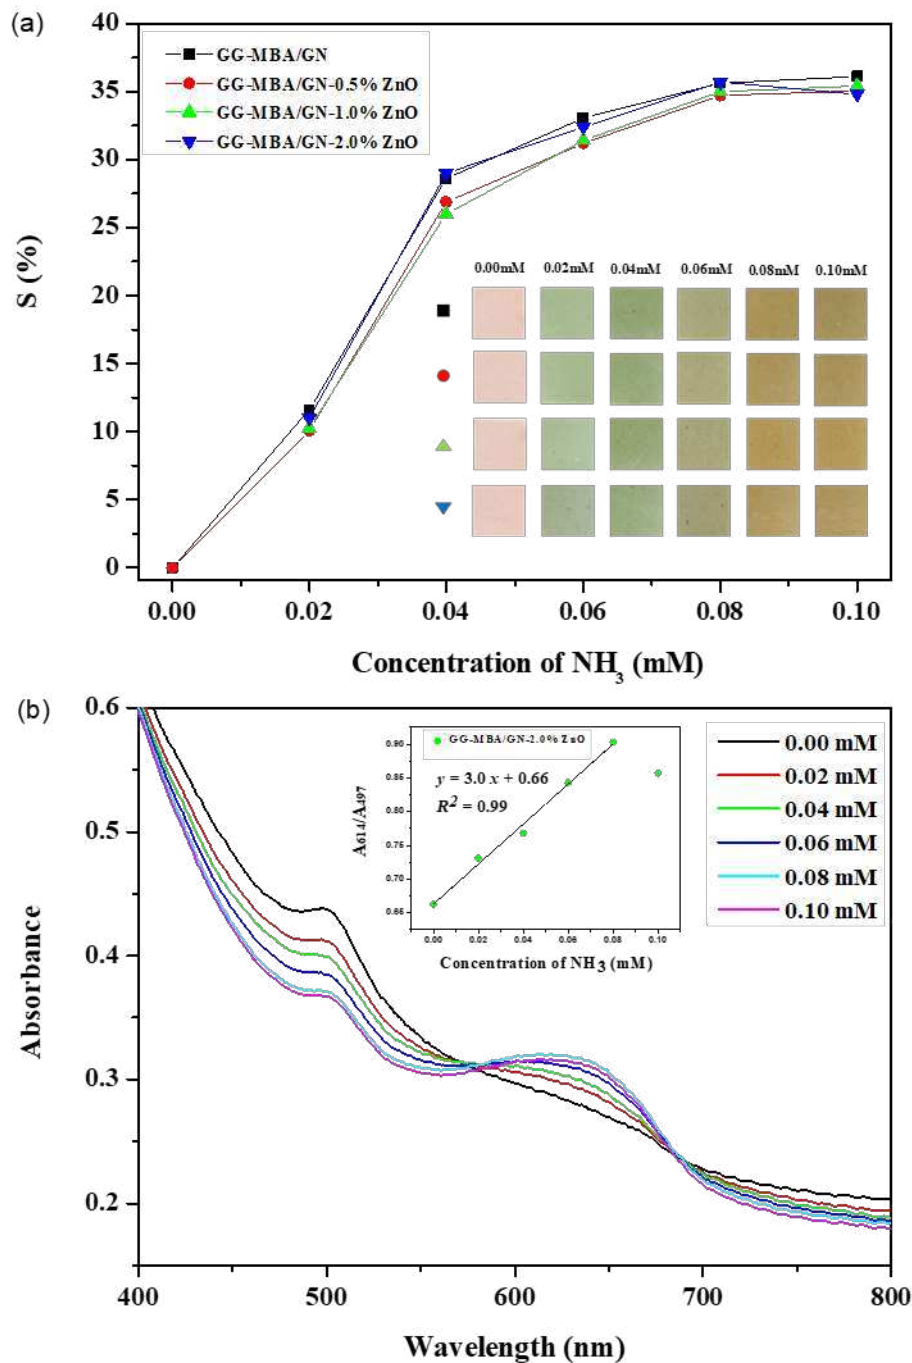 (a)
40
35
30
25
20
15
10
5
0
S (%)
GG-MBA/GN
GG-MBA/GN-0.5% ZnO
GG-MBA/GN-1.0% ZnO
GG-MBA/GN-2.0% ZnO
0.00mM 0.02mM 0.04mM 0.06mM 0.08mM 0.10mM
0.00 0.02 0.04 0.06 0.08 0.10
Concentration of NH₃ (mM)
(b)
0.6
0.5
0.4
0.3
0.2
Absorbance
GG-MBA/GN-2.0% ZnO
y = 3.0 x + 0.66
R² = 0.99
0.90
0.85
0.80
0.75
0.70
0.65
A614/A497
0.00 0.02 0.04 0.06 0.08 0.10
Concentration of NH3 (mM)
0.00 mM
0.02 mM
0.04 mM
0.06 mM
0.08 mM
0.10 mM
400 500 600 700 800
Wavelength (nm)